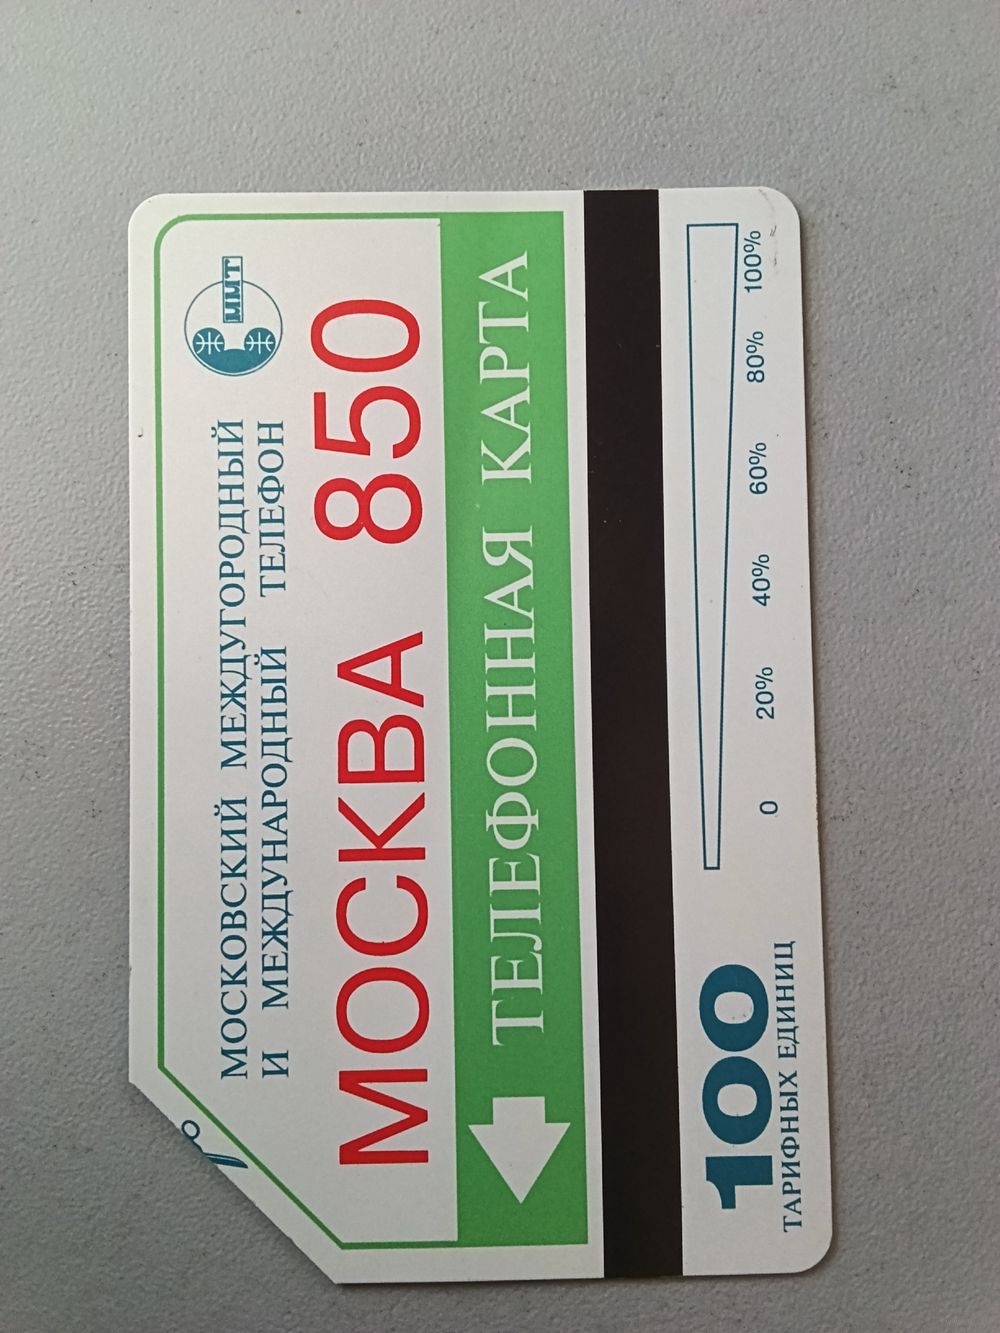 ММТ
МОСКОВСКИЙ МЕЖДУГОРОДНЫЙ
И МЕЖДУНАРОДНЫЙ ТЕЛЕФОН
МОСКВА 850
ТЕЛЕФОННАЯ КАРТА
0 20% 40% 60% 80% 100%
100
ТАРИФНЫХ ЕДИНИЦ